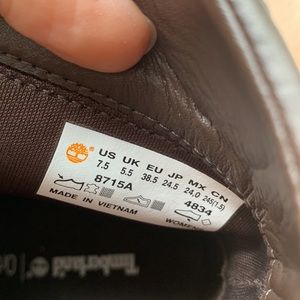 US UK EU JP MX CN
7.5 5.5 38.5 24.5 24.0 245(1.5)
8715A 4834
MADE IN VIETNAM
Timberland